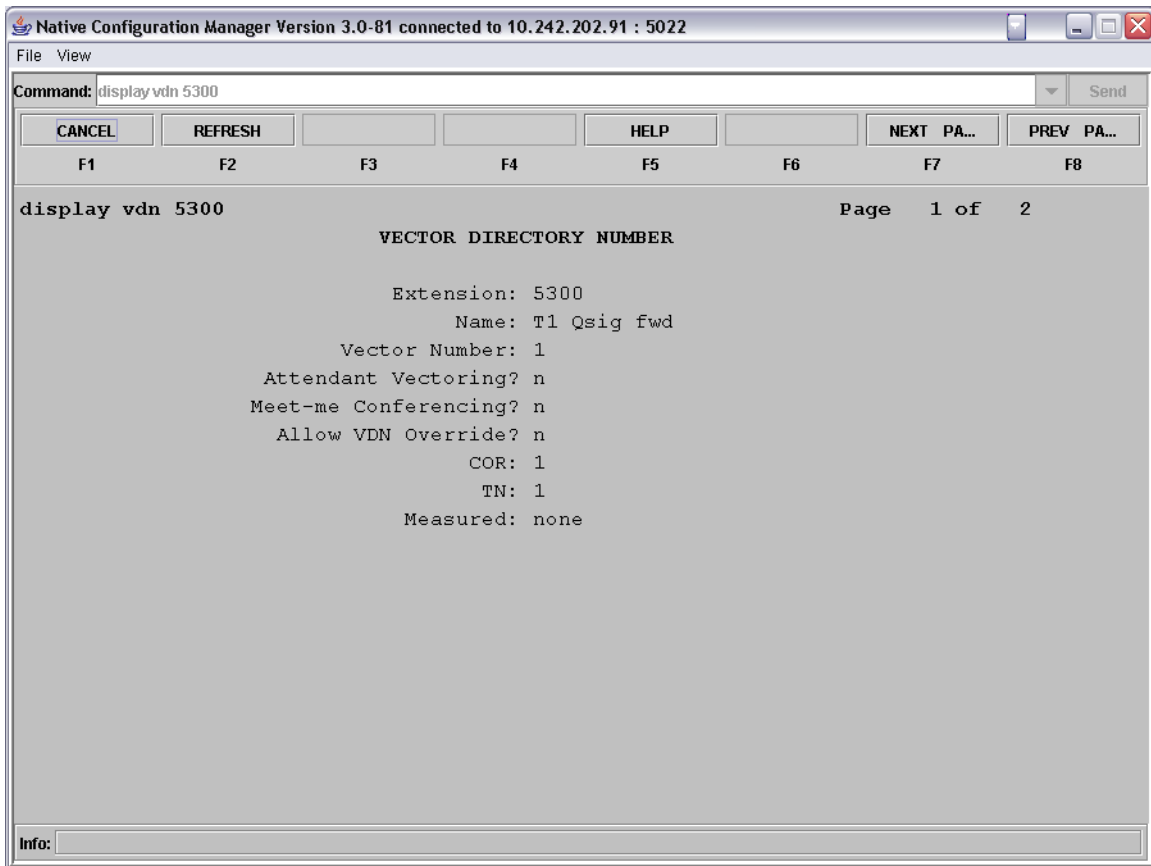 Native Configuration Manager Version 3.0-81 connected to 10.242.202.91 : 5022
File View
Command: display vdn 5300 Send
CANCEL REFRESH HELP NEXT PA... PREV PA...
F1 F2 F3 F4 F5 F6 F7 F8
display vdn 5300 Page 1 of 2
VECTOR DIRECTORY NUMBER
Extension: 5300
Name: T1 Qsig fwd
Vector Number: 1
Attendant Vectoring? n
Meet-me Conferencing? n
Allow VDN Override? n
COR: 1
TN: 1
Measured: none
Info: